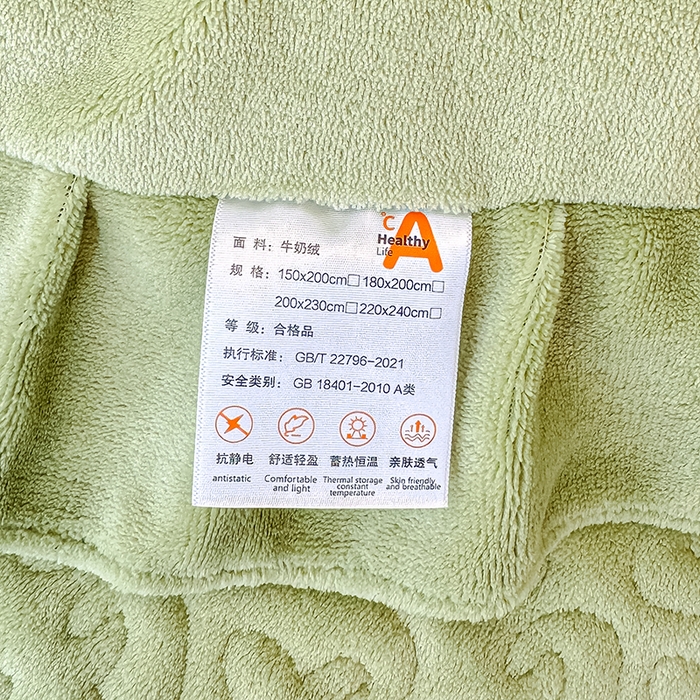 ℃ A
Healthy
Life
面 料：牛奶绒
规 格：150x200cm□ 180x200cm□
200x230cm□ 220x240cm□
等 级：合格品
执行标准： GB/T 22796-2021
安全类别： GB 18401-2010 A类
抗静电 舒适轻盈 蓄热恒温 亲肤透气
antistatic Comfortable and light Thermal storage constant temperature Skin friendly and breathable